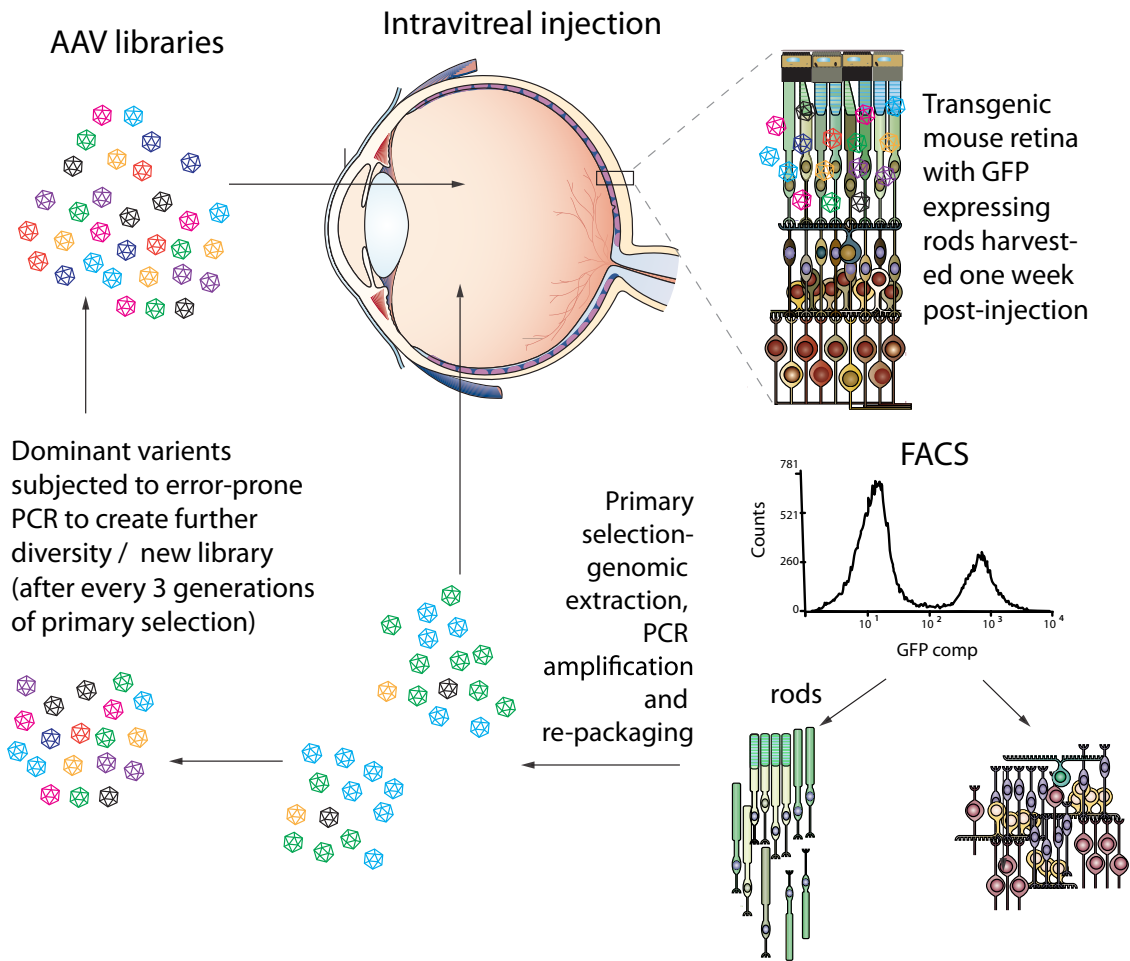 AAV libraries
Intravitreal injection
Transgenic
mouse retina
with GFP
expressing
rods harvest-
ed one week
post-injection
Dominant varients
subjected to error-prone
PCR to create further
diversity / new library
(after every 3 generations
of primary selection)
Primary
selection-
genomic
extraction,
PCR
amplification
and
re-packaging
FACS
781
521
260
0
Counts
10 1
10 2
10 3
10 4
GFP comp
rods